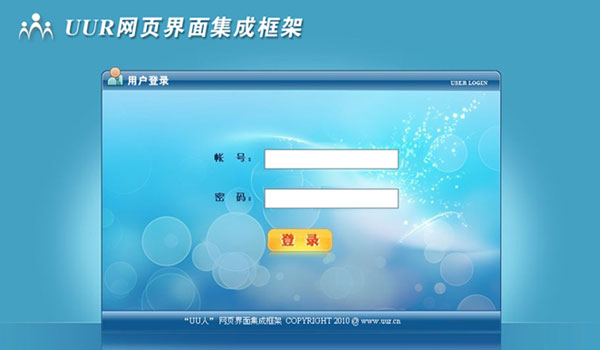 UUR网页界面集成框架
用户登录
USER LOGIN
帐 号：
密 码：
登 录
“UU人” 网页界面集成框架 COPYRIGHT 2010 @ www.uur.cn